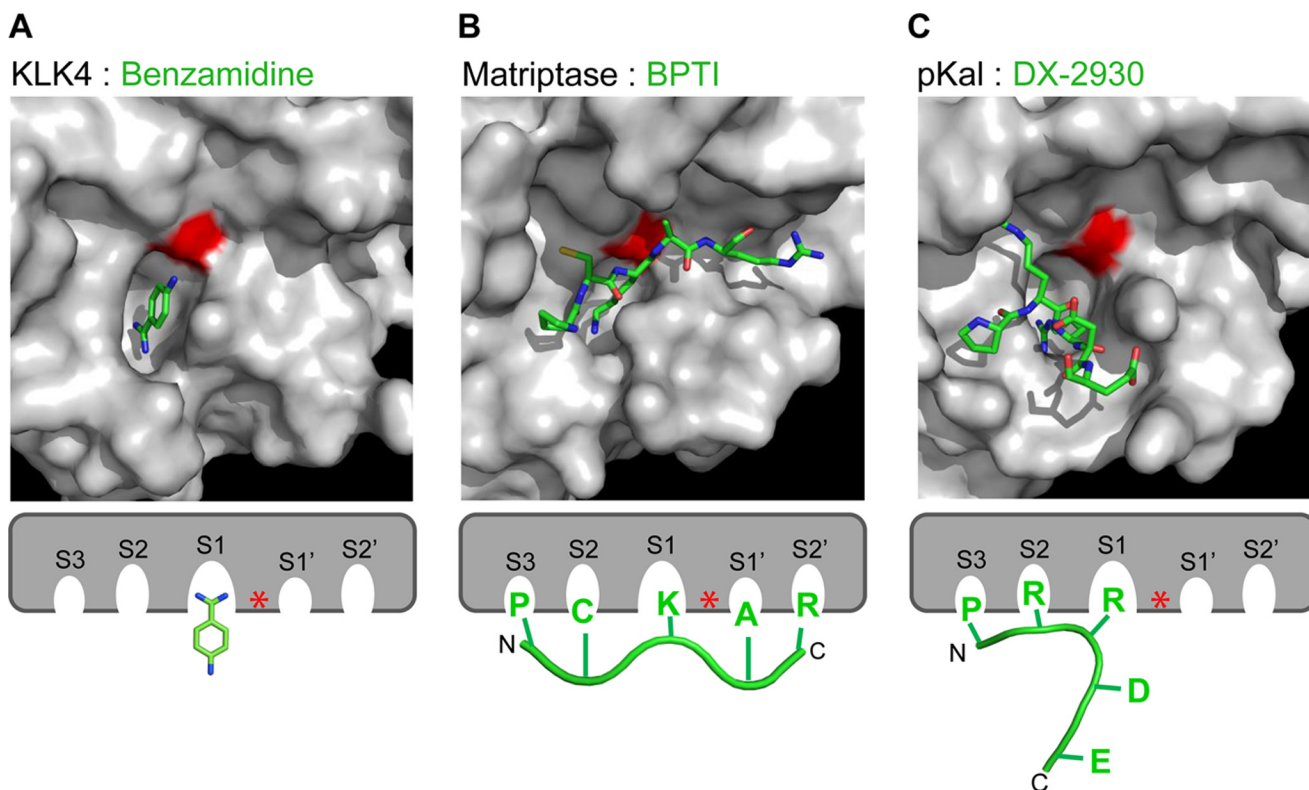 A
B
C
KLK4 : Benzamidine
Matriptase : BPTI
pKal : DX-2930
S3 S2 S1 S1’ S2’
*
S3 S2 S1 S1’ S2’
P C K * A R
N C
S3 S2 S1 S1’ S2’
P R R *
N
D
E
C